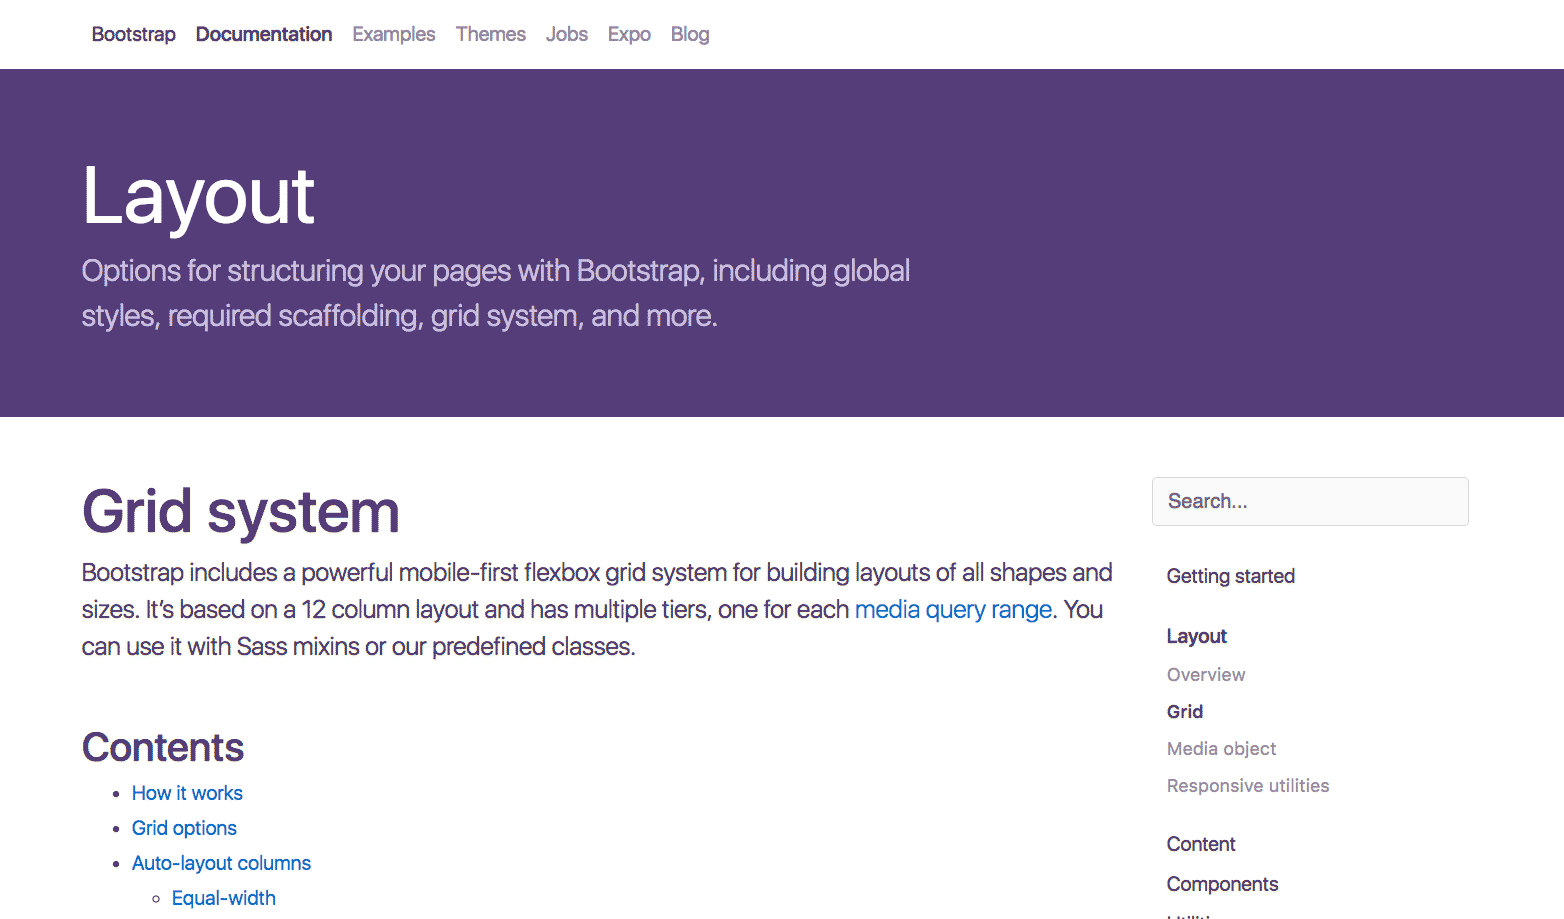 Bootstrap Documentation Examples Themes Jobs Expo Blog
Layout
Options for structuring your pages with Bootstrap, including global
styles, required scaffolding, grid system, and more.
Grid system
Bootstrap includes a powerful mobile-first flexbox grid system for building layouts of all shapes and
sizes. It’s based on a 12 column layout and has multiple tiers, one for each media query range. You
can use it with Sass mixins or our predefined classes.
Contents
• How it works
• Grid options
• Auto-layout columns
◦ Equal-width
Search...
Getting started
Layout
Overview
Grid
Media object
Responsive utilities
Content
Components